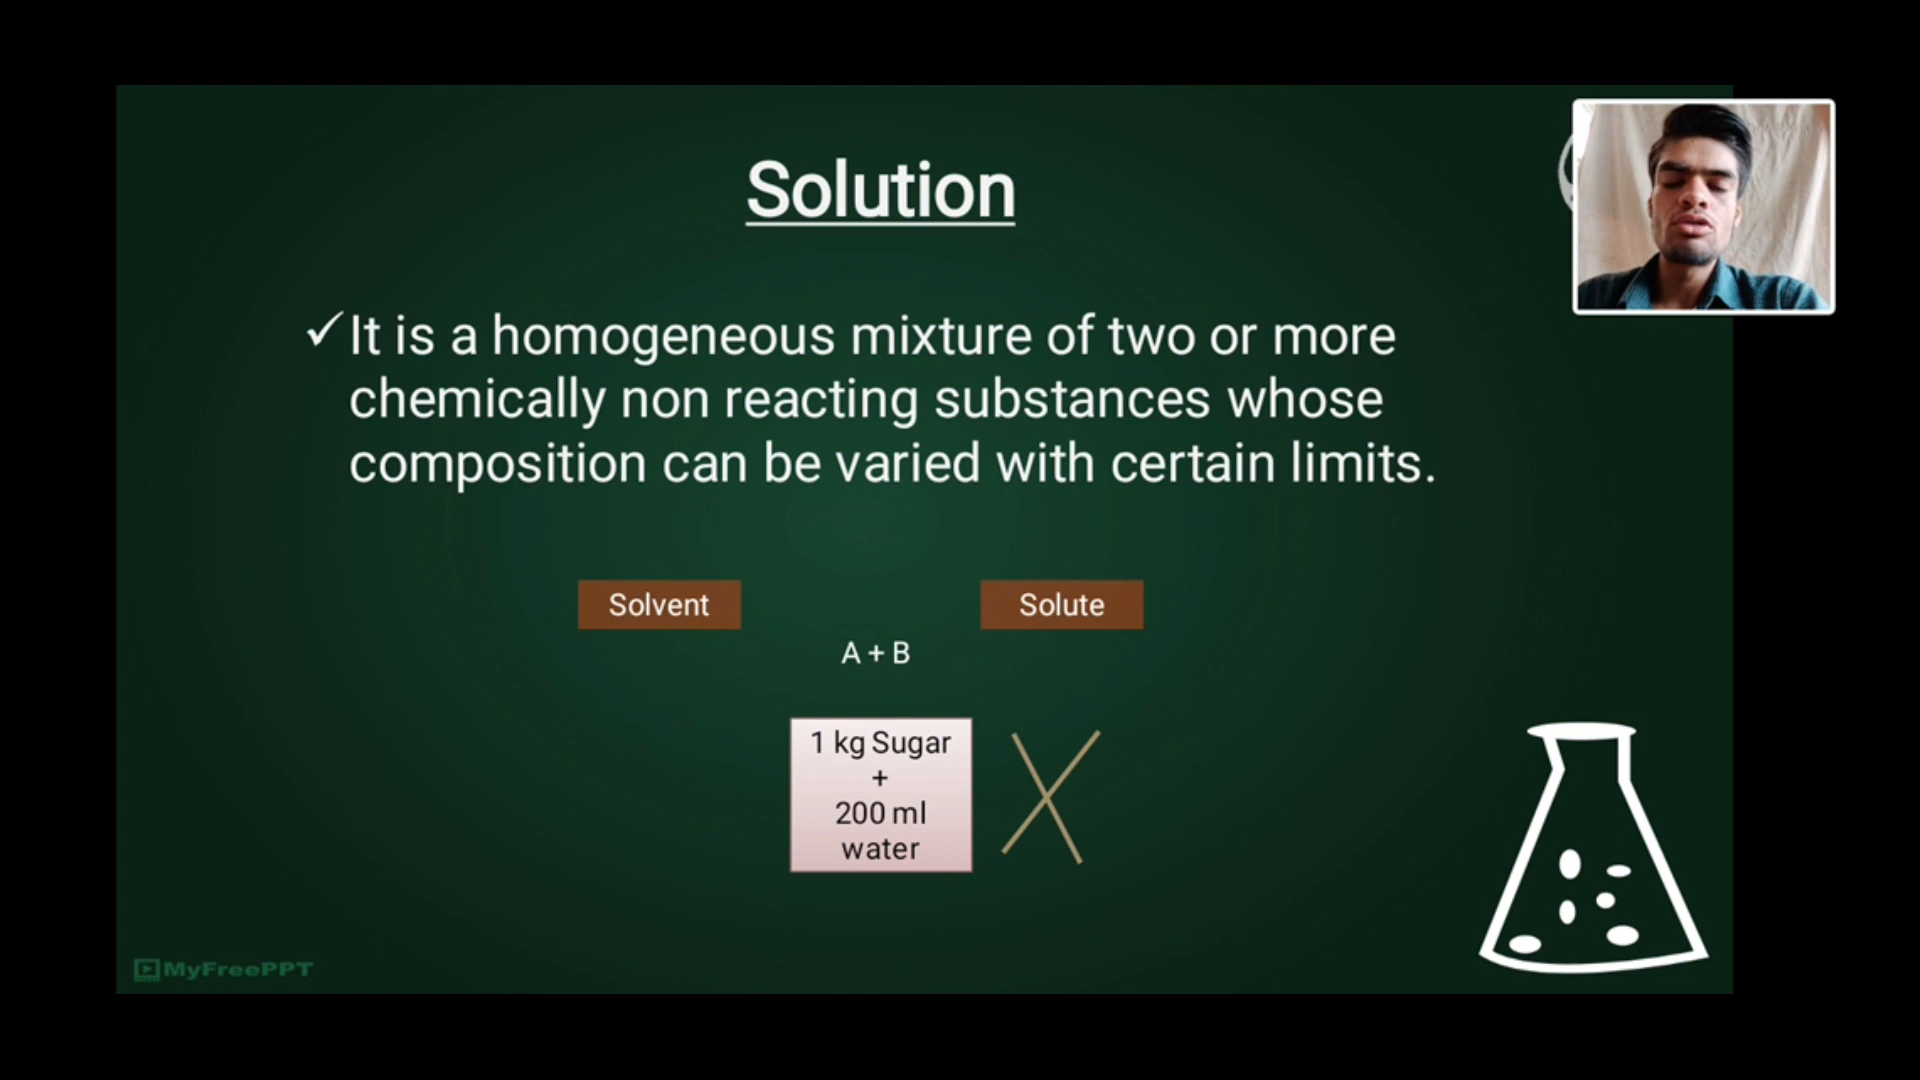 Solution
✓It is a homogeneous mixture of two or more
chemically non reacting substances whose
composition can be varied with certain limits.
Solvent
Solute
A + B
1 kg Sugar
+
200 ml
water
MyFreePPT